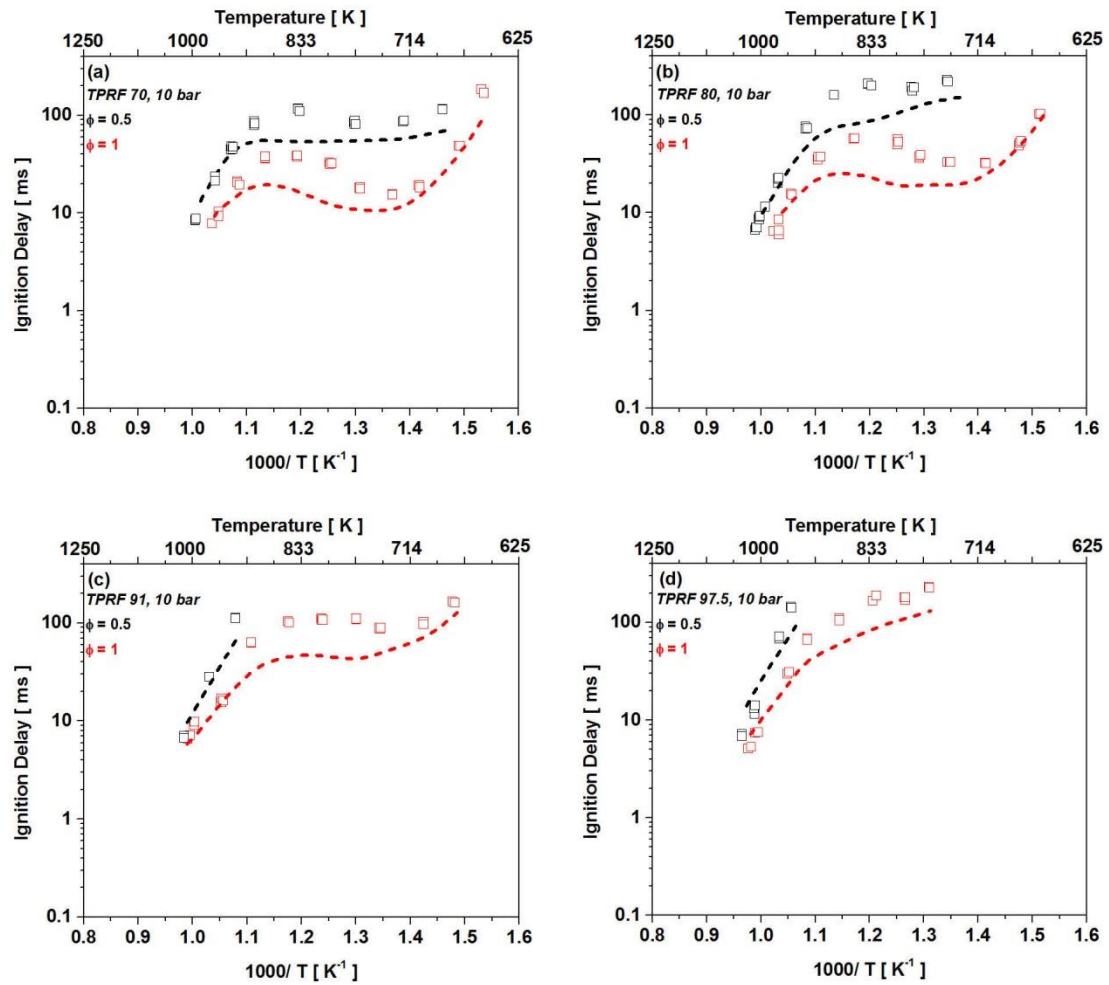 Temperature [ K ]
1250 1000 833 714 625
(a)
TPRF 70, 10 bar
ϕ = 0.5
ϕ = 1
Ignition Delay [ ms ]
100
10
1
0.1
0.8 0.9 1.0 1.1 1.2 1.3 1.4 1.5 1.6
1000/ T [ K⁻¹ ]
Temperature [ K ]
1250 1000 833 714 625
(b)
TPRF 80, 10 bar
ϕ = 0.5
ϕ = 1
Ignition Delay [ ms ]
100
10
1
0.1
0.8 0.9 1.0 1.1 1.2 1.3 1.4 1.5 1.6
1000/ T [ K⁻¹ ]
Temperature [ K ]
1250 1000 833 714 625
(c)
TPRF 91, 10 bar
ϕ = 0.5
ϕ = 1
Ignition Delay [ ms ]
100
10
1
0.1
0.8 0.9 1.0 1.1 1.2 1.3 1.4 1.5 1.6
1000/ T [ K⁻¹ ]
Temperature [ K ]
1250 1000 833 714 625
(d)
TPRF 97.5, 10 bar
ϕ = 0.5
ϕ = 1
Ignition Delay [ ms ]
100
10
1
0.1
0.8 0.9 1.0 1.1 1.2 1.3 1.4 1.5 1.6
1000/ T [ K⁻¹ ]